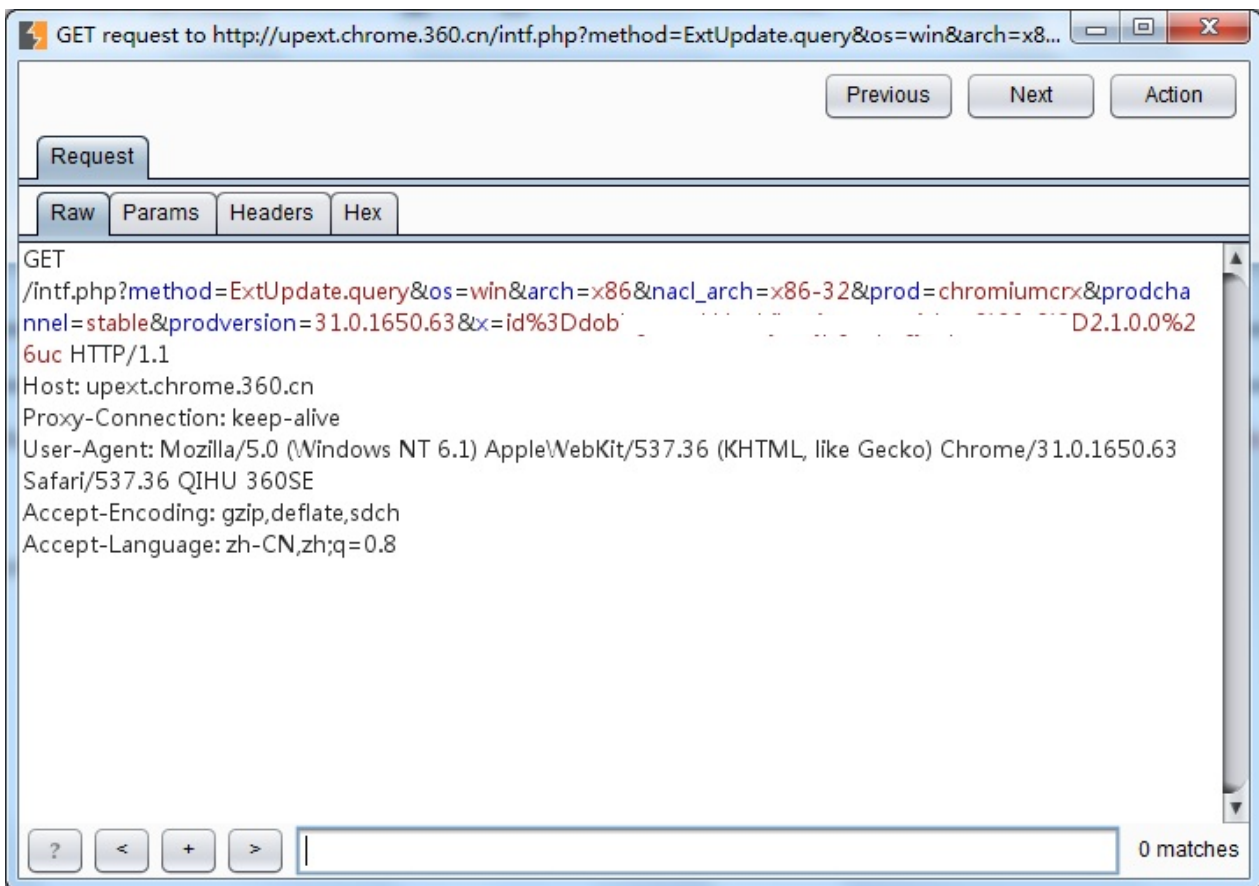 GET request to http://upext.chrome.360.cn/intf.php?method=ExtUpdate.query&os=win&arch=x8...
Previous Next Action
Request
Raw Params Headers Hex
GET
/intf.php?method=ExtUpdate.query&os=win&arch=x86&nacl_arch=x86-32&prod=chromiumcrx&prodcha
nnel=stable&prodversion=31.0.1650.63&x=id%3Ddob D2.1.0.0%2
6uc HTTP/1.1
Host: upext.chrome.360.cn
Proxy-Connection: keep-alive
User-Agent: Mozilla/5.0 (Windows NT 6.1) AppleWebKit/537.36 (KHTML, like Gecko) Chrome/31.0.1650.63
Safari/537.36 QIHU 360SE
Accept-Encoding: gzip,deflate,sdch
Accept-Language: zh-CN,zh;q=0.8
? < + > 0 matches